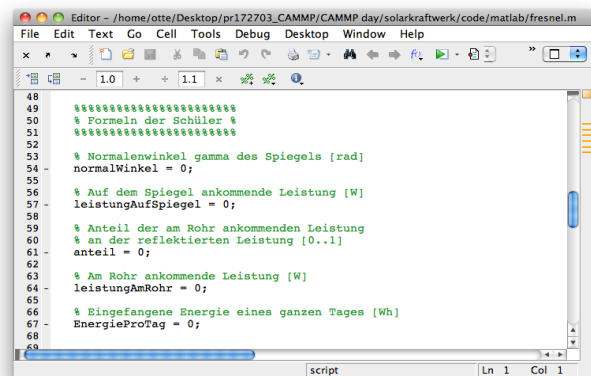 Editor - /home/otte/Desktop/pr172703_CAMMP/CAMMP day/solarkraftwerk/code/matlab/fresnel.m
File Edit Text Go Cell Tools Debug Desktop Window Help
- 1.0 + ÷ 1.1 ×
48
49 %%%%%%%%%%%%%%%%%%%%%%%
50 % Formeln der Schüler %
51 %%%%%%%%%%%%%%%%%%%%%%%
52
53 % Normalenwinkel gamma des Spiegels [rad]
54 - normalWinkel = 0;
55
56 % Auf dem Spiegel ankommende Leistung [W]
57 - leistungAufSpiegel = 0;
58
59 % Anteil der am Rohr ankommenden Leistung
60 % an der reflektierten Leistung [0..1]
61 - anteil = 0;
62
63 % Am Rohr ankommende Leistung [W]
64 - leistungAmRohr = 0;
65
66 % Eingefangene Energie eines ganzen Tages [Wh]
67 - EnergieProTag = 0;
68
69
script Ln 1 Col 1